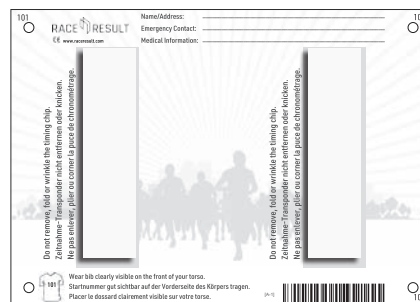 101
RACE RESULT
CE www.raceresult.com
Name/Address:
Emergency Contact:
Medical Information:
10
Do not remove, fold or wrinkle the timing chip.
Zeitnahme-Transponder nicht entfernen oder knicken.
Ne pas enlever, plier ou corner la puce de chronométrage.
Do not remove, fold or wrinkle the timing chip.
Zeitnahme-Transponder nicht entfernen oder knicken.
Ne pas enlever, plier ou corner la puce de chronométrage.
101
Wear bib clearly visible on the front of your torso.
Startnummer gut sichtbar auf der Vorderseite des Körpers tragen.
Placer le dossard clairement visible sur votre torse.